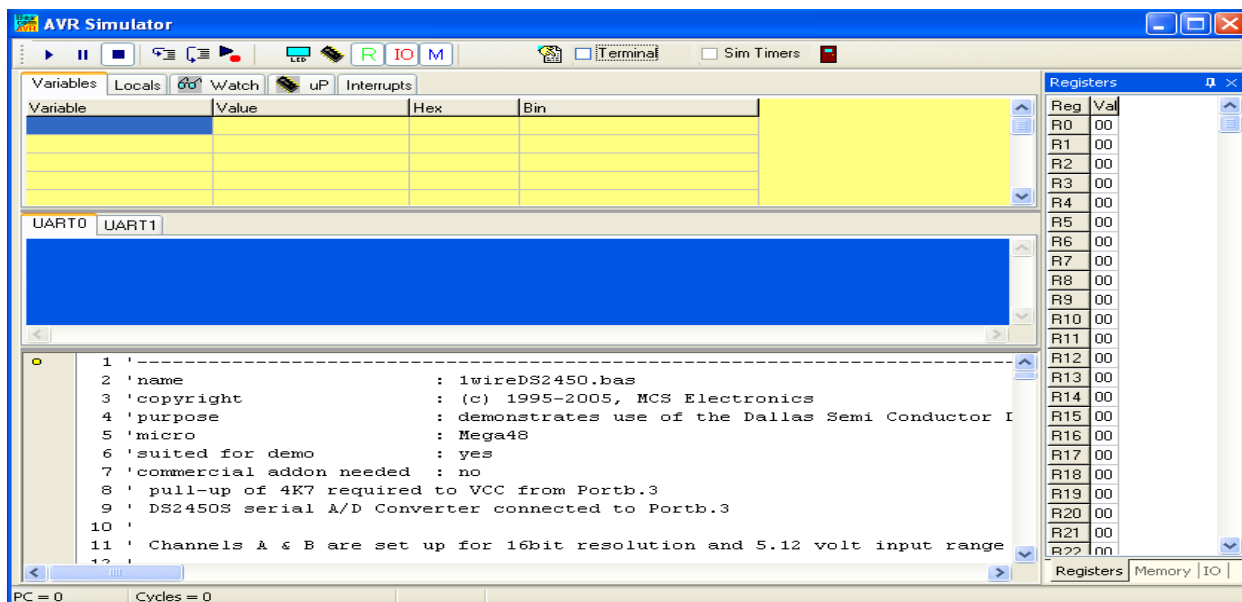 AVR Simulator
LCD R IO M Terminal Sim Timers
Variables Locals Watch uP Interrupts
Variable Value Hex Bin
UART0 UART1
1 '-------------------------------------------------------------------------
2 'name : 1wireDS2450.bas
3 'copyright : (c) 1995-2005, MCS Electronics
4 'purpose : demonstrates use of the Dallas Semi Conductor
5 'micro : Mega48
6 'suited for demo : yes
7 'commercial addon needed : no
8 ' pull-up of 4K7 required to VCC from Portb.3
9 ' DS2450S serial A/D Converter connected to Portb.3
10 '
11 ' Channels A & B are set up for 16bit resolution and 5.12 volt input range
12 '
PC = 0 Cycles = 0
Registers
Reg Val
R0 00
R1 00
R2 00
R3 00
R4 00
R5 00
R6 00
R7 00
R8 00
R9 00
R10 00
R11 00
R12 00
R13 00
R14 00
R15 00
R16 00
R17 00
R18 00
R19 00
R20 00
R21 00
R22 00
Registers Memory IO